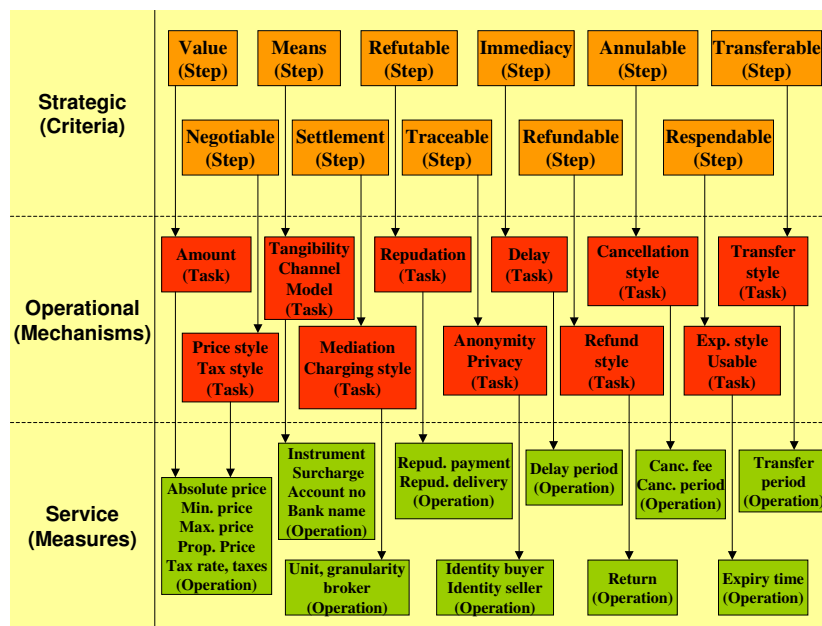 Value
(Step)
Means
(Step)
Refutable
(Step)
Immediacy
(Step)
Annulable
(Step)
Transferable
(Step)
Strategic
(Criteria)
Negotiable
(Step)
Settlement
(Step)
Traceable
(Step)
Refundable
(Step)
Respendable
(Step)
Amount
(Task)
Tangibility
Channel
Model
(Task)
Repudation
(Task)
Delay
(Task)
Cancellation
style
(Task)
Transfer
style
(Task)
Operational
(Mechanisms)
Price style
Tax style
(Task)
Mediation
Charging style
(Task)
Anonymity
Privacy
(Task)
Refund
style
(Task)
Exp. style
Usable
(Task)
Service
(Measures)
Absolute price
Min. price
Max. price
Prop. Price
Tax rate, taxes
(Operation)
Instrument
Surcharge
Account no
Bank name
(Operation)
Repud. payment
Repud. delivery
(Operation)
Delay period
(Operation)
Canc. fee
Canc. period
(Operation)
Transfer
period
(Operation)
Unit, granularity
broker
(Operation)
Identity buyer
Identity seller
(Operation)
Return
(Operation)
Expiry time
(Operation)